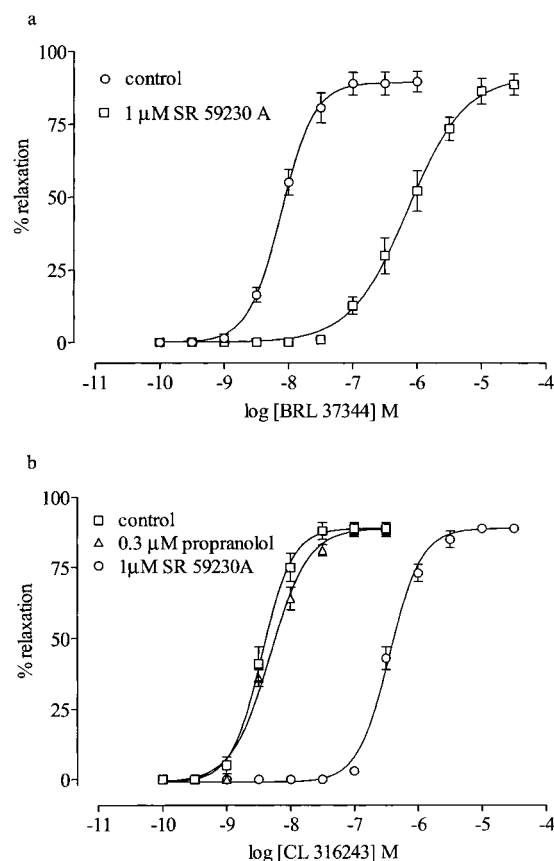 a
100
75
50
25
0
% relaxation
control
1 µM SR 59230 A
-11 -10 -9 -8 -7 -6 -5 -4
log [BRL 37344] M
b
100
75
50
25
0
% relaxation
control
0.3 µM propranolol
1µM SR 59230A
-11 -10 -9 -8 -7 -6 -5 -4
log [CL 316243] M